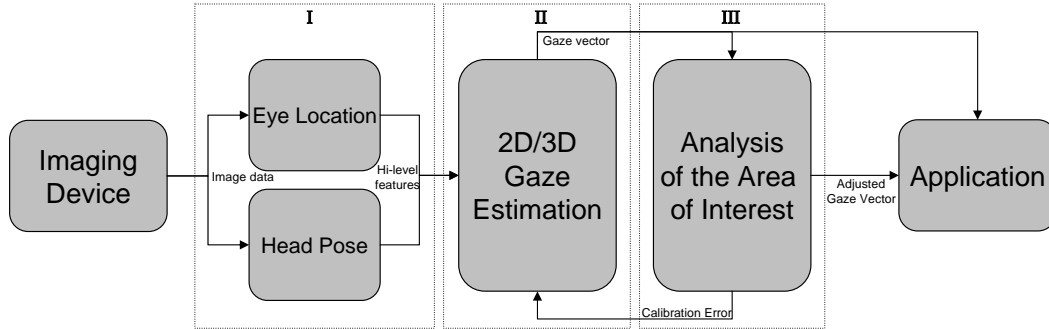 I
II
III
Gaze vector
Eye Location
Imaging
Device
Image data
Hi-level
features
Head Pose
2D/3D
Gaze
Estimation
Analysis
of the Area
of Interest
Adjusted
Gaze Vector
Application
Calibration Error